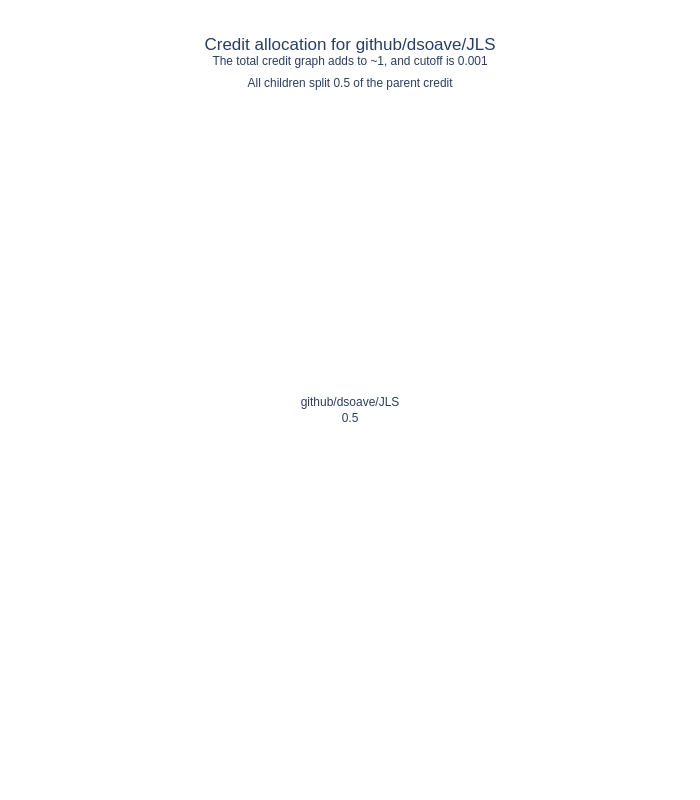 Credit allocation for github/dsoave/JLS
The total credit graph adds to ~1, and cutoff is 0.001
All children split 0.5 of the parent credit
github/dsoave/JLS
0.5